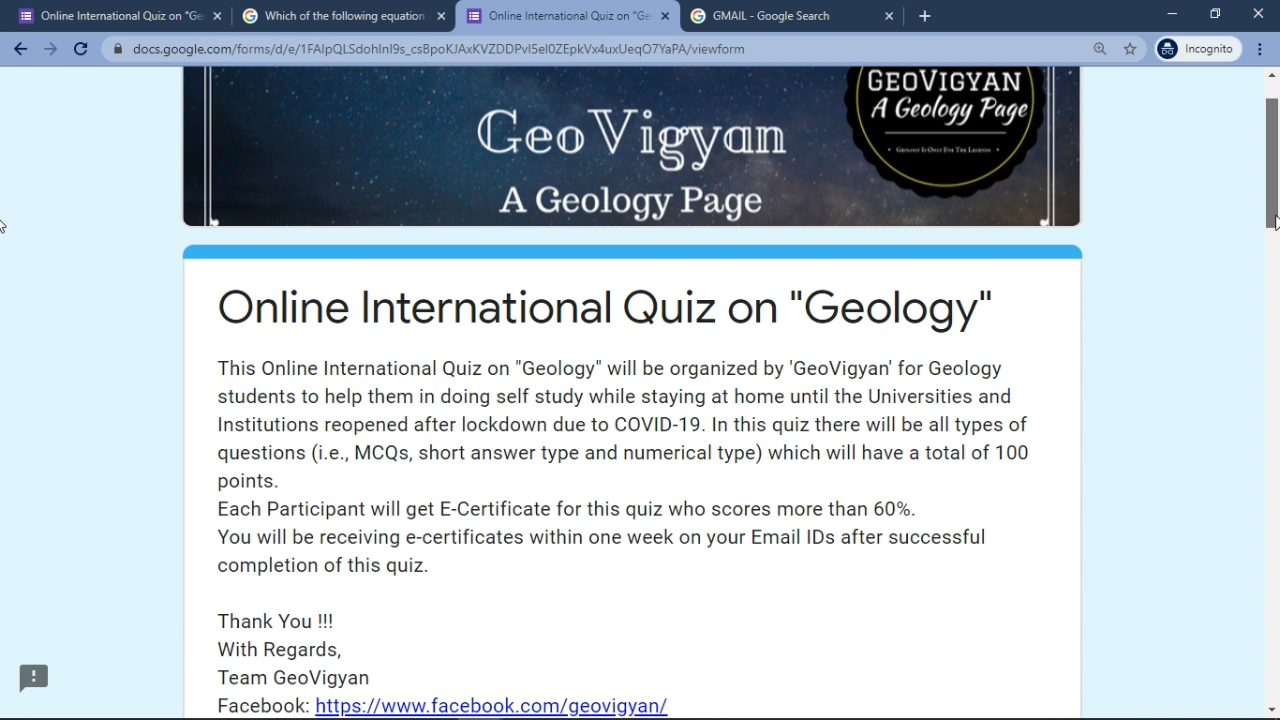 Online International Quiz on "Ge
Which of the following equation
Online International Quiz on "Ge
GMAIL - Google Search
docs.google.com/forms/d/e/1FAIpQLSdohInI9s_csBpoKJAxKVZDDPvI5eI0ZEpkVx4uxUeqO7YaPA/viewform
Incognito
GEOVIGYAN
A Geology Page
Geology Is Only For The Legends
GeoVigyan
A Geology Page
Online International Quiz on "Geology"
This Online International Quiz on "Geology" will be organized by 'GeoVigyan' for Geology
students to help them in doing self study while staying at home until the Universities and
Institutions reopened after lockdown due to COVID-19. In this quiz there will be all types of
questions (i.e., MCQs, short answer type and numerical type) which will have a total of 100
points.
Each Participant will get E-Certificate for this quiz who scores more than 60%.
You will be receiving e-certificates within one week on your Email IDs after successful
completion of this quiz.
Thank You !!!
With Regards,
Team GeoVigyan
Facebook: https://www.facebook.com/geovigyan/